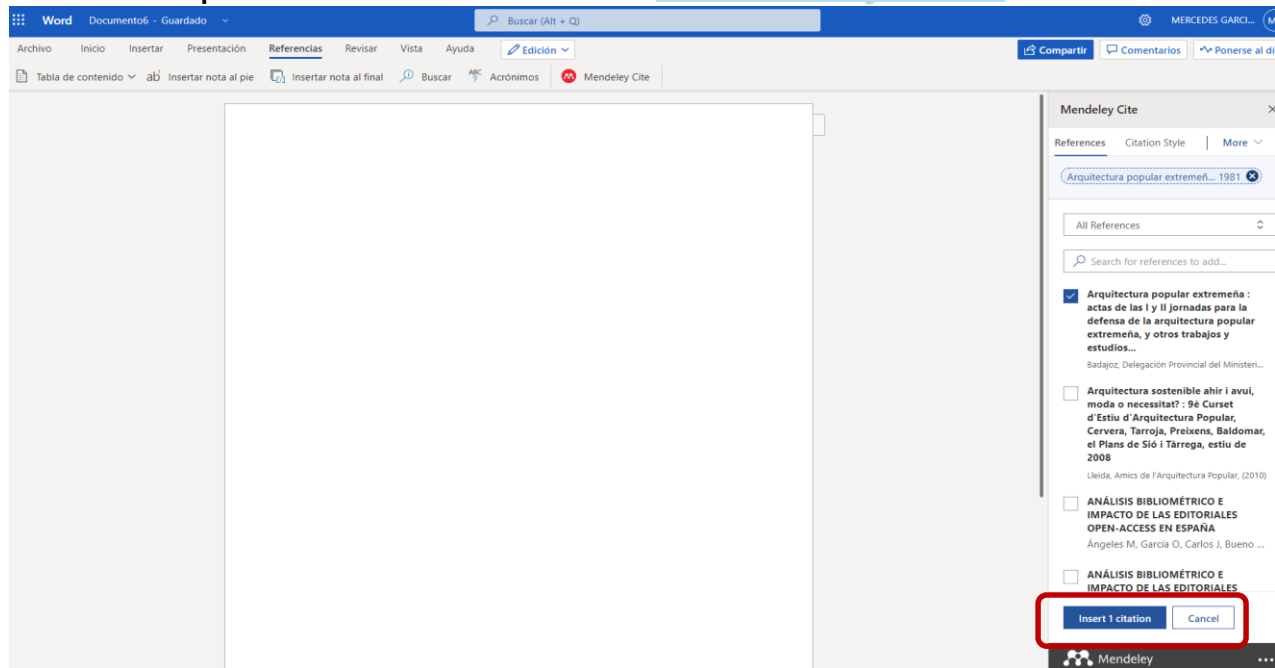 Word Documento6 - Guardado
Buscar (Alt + Q)
MERCEDES GARCI...
Archivo Inicio Insertar Presentación Referencias Revisar Vista Ayuda Edición
Compartir Comentarios Ponerse al dí
Tabla de contenido ab Insertar nota al pie Insertar nota al final Buscar ABC Acrónimos Mendeley Cite
Mendeley Cite
References Citation Style More
Arquitectura popular extremeñ... 1981
All References
Search for references to add...
Arquitectura popular extremeña :
actas de las I y II jornadas para la
defensa de la arquitectura popular
extremeña, y otros trabajos y
estudios...
Badajoz, Delegación Provincial del Ministeri...
Arquitectura sostenible ahir i avui,
moda o necessitat? : 9è Curset
d'Estiu d'Arquitectura Popular,
Cervera, Tarroja, Preixens, Baldomar,
el Plans de Sió i Tàrrega, estiu de
2008
Lleida, Amics de l'Arquitectura Popular, (2010)
ANÁLISIS BIBLIOMÉTRICO E
IMPACTO DE LAS EDITORIALES
OPEN-ACCESS EN ESPAÑA
Ángeles M, García O, Carlos J, Bueno ...
ANÁLISIS BIBLIOMÉTRICO E
IMPACTO DE LAS EDITORIALES
Insert 1 citation Cancel
Mendeley